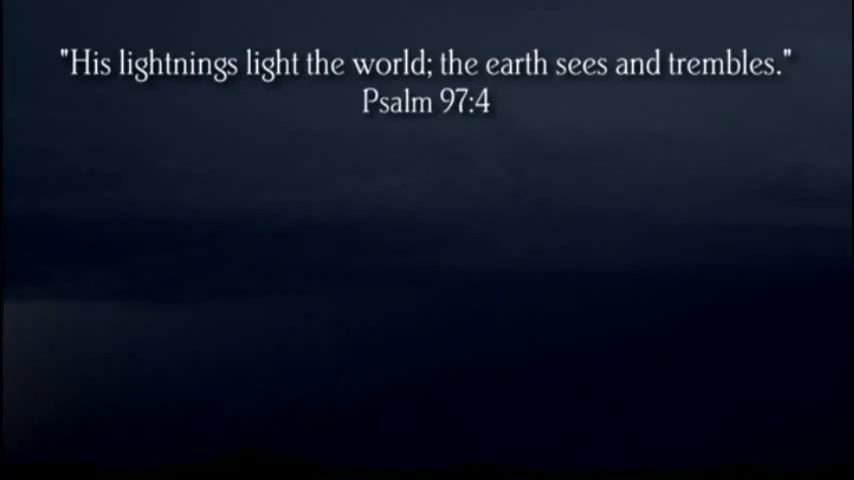 "His lightnings light the world; the earth sees and trembles."
Psalm 97:4